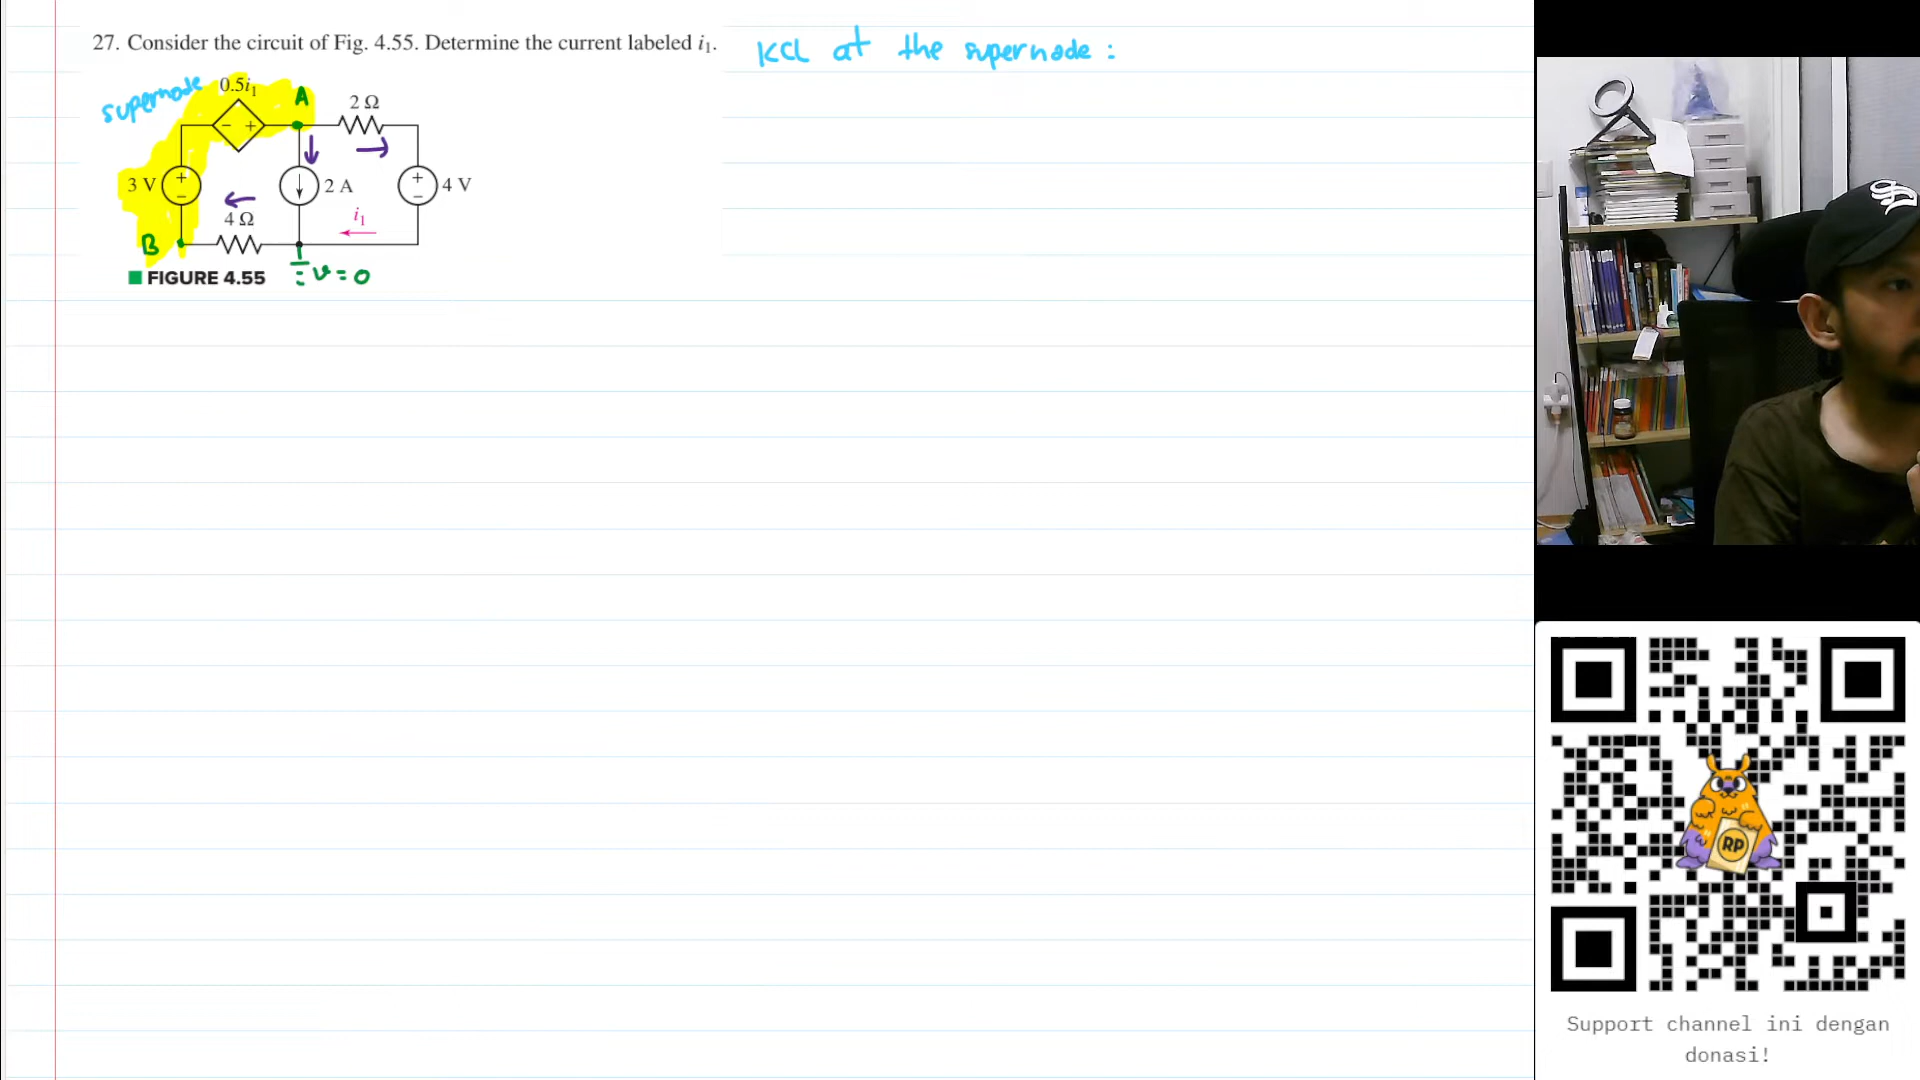 27. Consider the circuit of Fig. 4.55. Determine the current labeled i₁.
KCL at the supernode :
supernode
0.5i₁
A
2 Ω
− +
3 V
+
−
2 A
+
−
4 V
4 Ω
i₁
B
FIGURE 4.55
v = 0
RP
Support channel ini dengan
donasi!